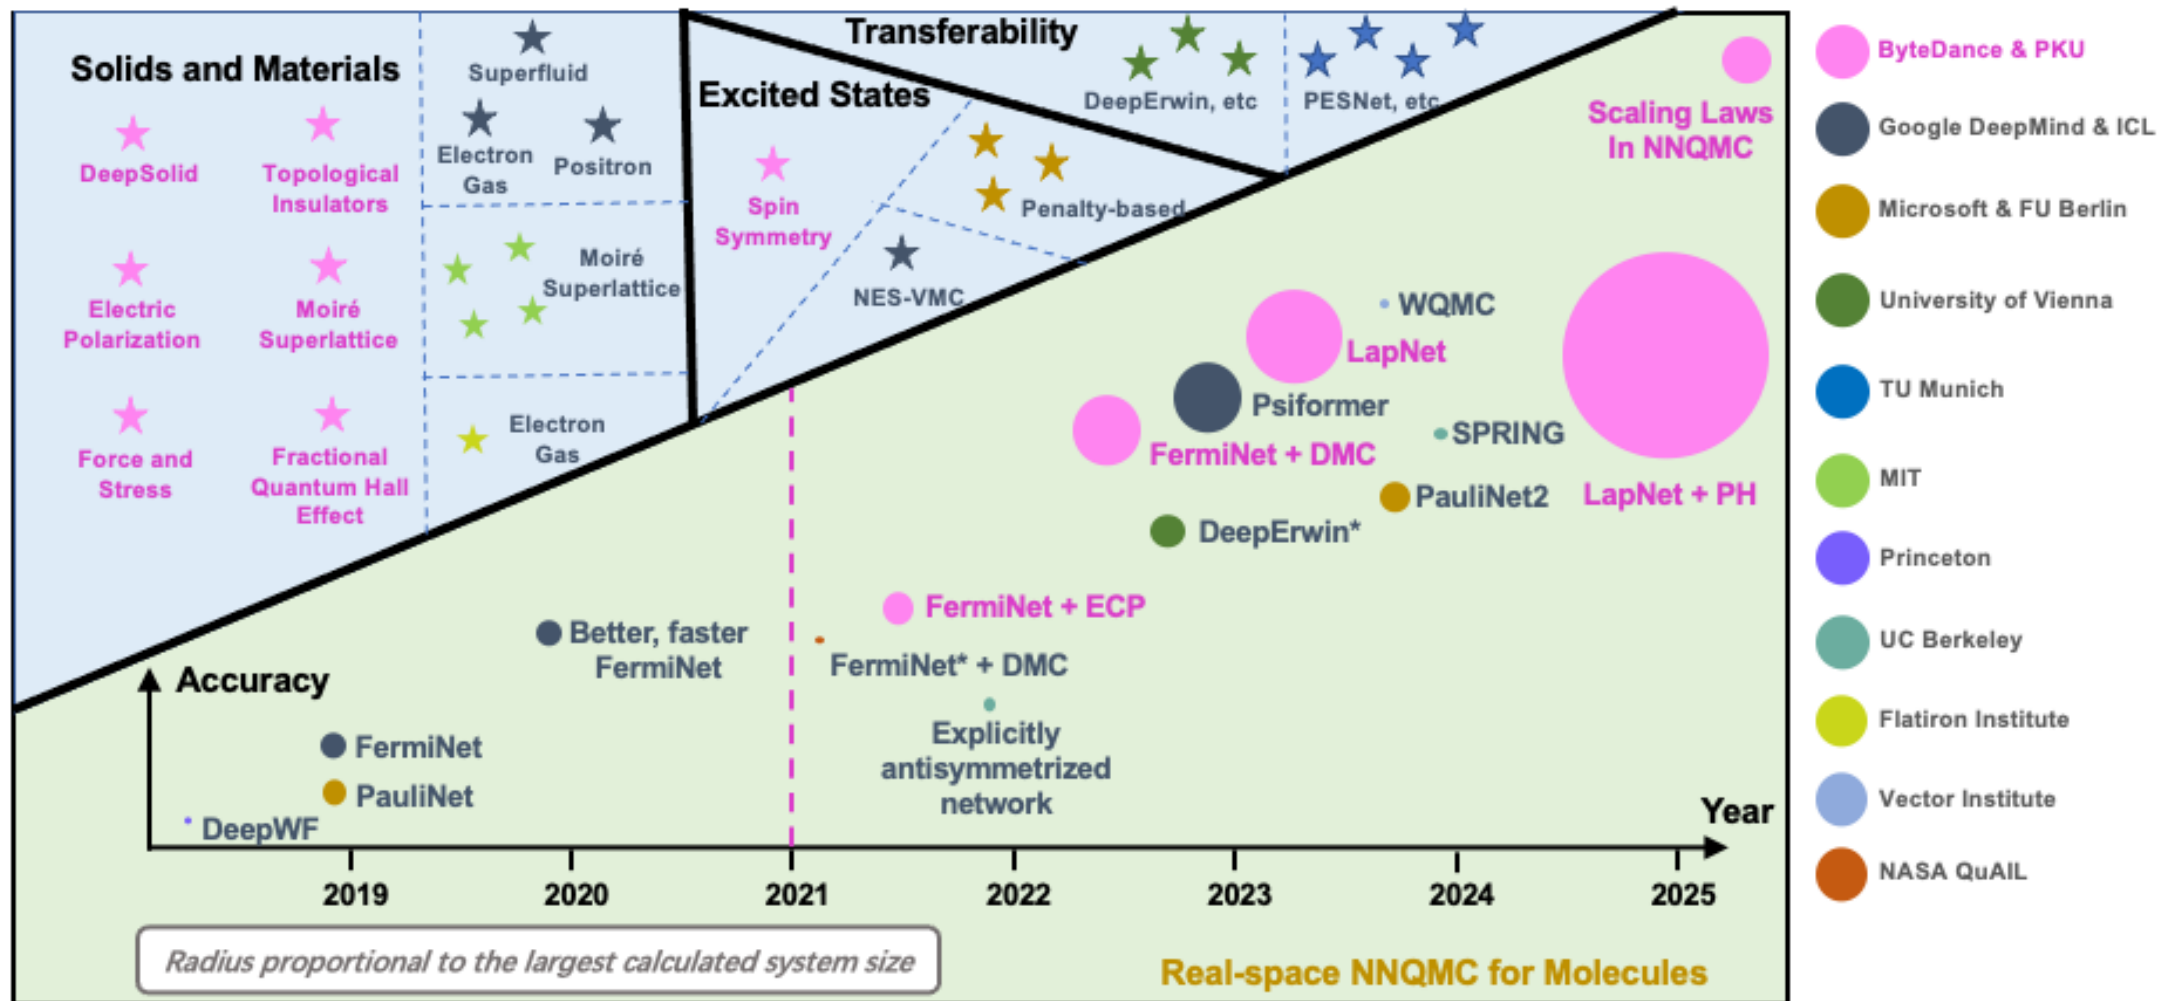 Solids and Materials
DeepSolid
Topological
Insulators
Electric
Polarization
Moiré
Superlattice
Force and
Stress
Fractional
Quantum Hall
Effect
Superfluid
Electron
Gas
Positron
Moiré
Superlattice
Electron
Gas
Excited States
Spin
Symmetry
Penalty-based
NES-VMC
Transferability
DeepErwin, etc
PESNet, etc
Scaling Laws
In NNQMC
WQMC
LapNet
Psiformer
FermiNet + DMC
SPRING
PauliNet2
LapNet + PH
DeepErwin*
FermiNet + ECP
Better, faster
FermiNet
FermiNet* + DMC
Explicitly
antisymmetrized
network
Accuracy
FermiNet
PauliNet
DeepWF
Year
2019
2020
2021
2022
2023
2024
2025
Radius proportional to the largest calculated system size
Real-space NNQMC for Molecules
ByteDance & PKU
Google DeepMind & ICL
Microsoft & FU Berlin
University of Vienna
TU Munich
MIT
Princeton
UC Berkeley
Flatiron Institute
Vector Institute
NASA QuAIL